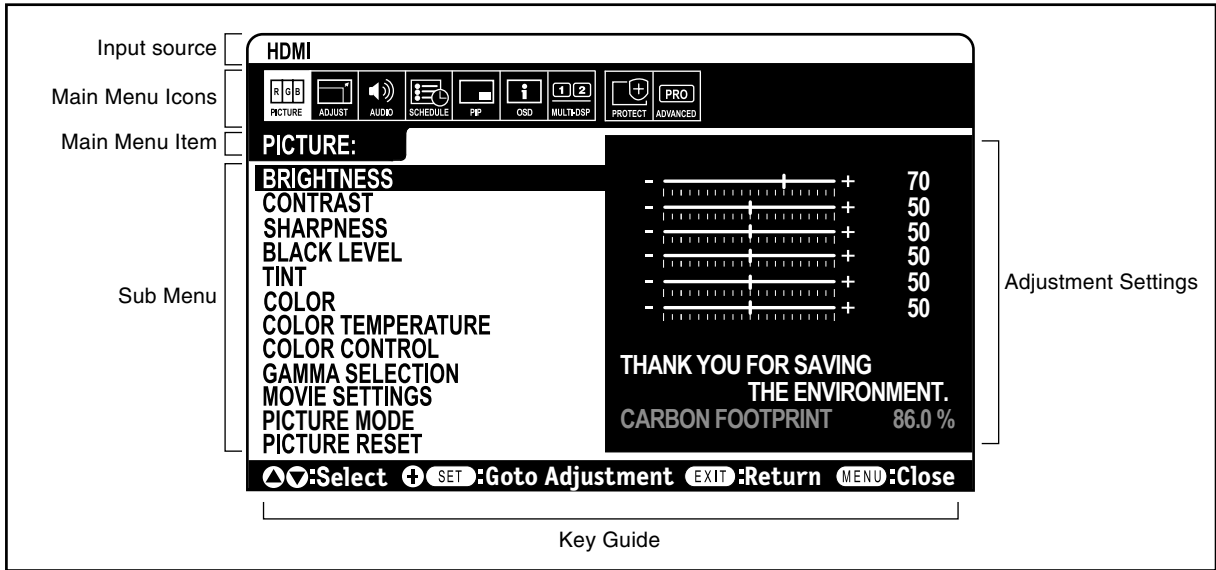 Input source
HDMI
Main Menu Icons
R G B
PICTURE ADJUST AUDIO SCHEDULE PIP i OSD 1 2 MULTI-DSP PROTECT PRO ADVANCED
Main Menu Item
PICTURE:
Sub Menu
BRIGHTNESS - + 70
CONTRAST - + 50
SHARPNESS - + 50
BLACK LEVEL - + 50
TINT - + 50
COLOR - + 50
COLOR TEMPERATURE
COLOR CONTROL
GAMMA SELECTION
MOVIE SETTINGS
PICTURE MODE
PICTURE RESET
THANK YOU FOR SAVING
THE ENVIRONMENT.
CARBON FOOTPRINT 86.0 %
Adjustment Settings
:Select + SET :Goto Adjustment EXIT :Return MENU :Close
Key Guide